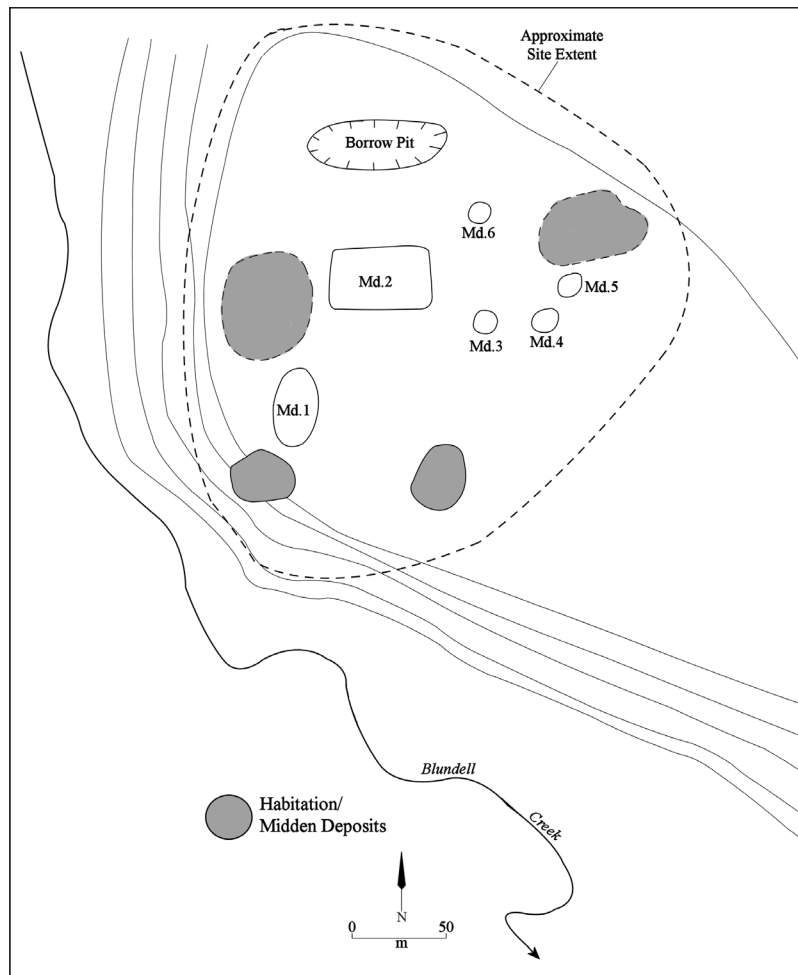 Approximate
Site Extent
Borrow Pit
Md.6
Md.2
Md.5
Md.3
Md.4
Md.1
Blundell
Creek
Habitation/
Midden Deposits
N
0
50
m